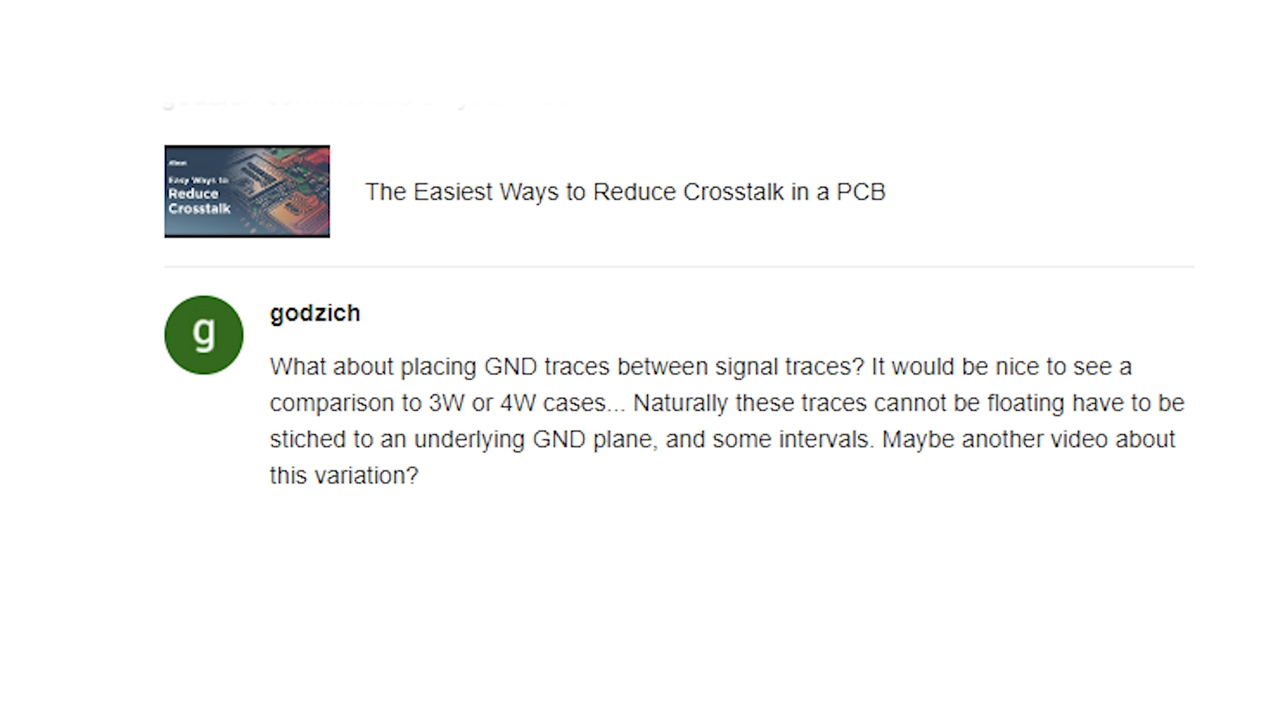 Altium
Easy Ways to
Reduce
Crosstalk
The Easiest Ways to Reduce Crosstalk in a PCB
g
godzich
What about placing GND traces between signal traces? It would be nice to see a
comparison to 3W or 4W cases... Naturally these traces cannot be floating have to be
stiched to an underlying GND plane, and some intervals. Maybe another video about
this variation?